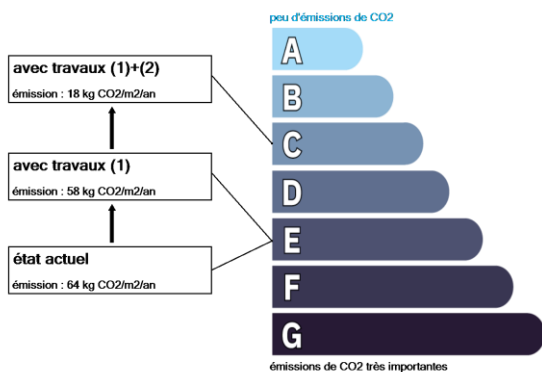 peu d'émissions de CO2
A
avec travaux (1)+(2)
émission : 18 kg CO2/m2/an
B
C
avec travaux (1)
émission : 58 kg CO2/m2/an
D
E
état actuel
émission : 64 kg CO2/m2/an
F
G
émissions de CO2 très importantes